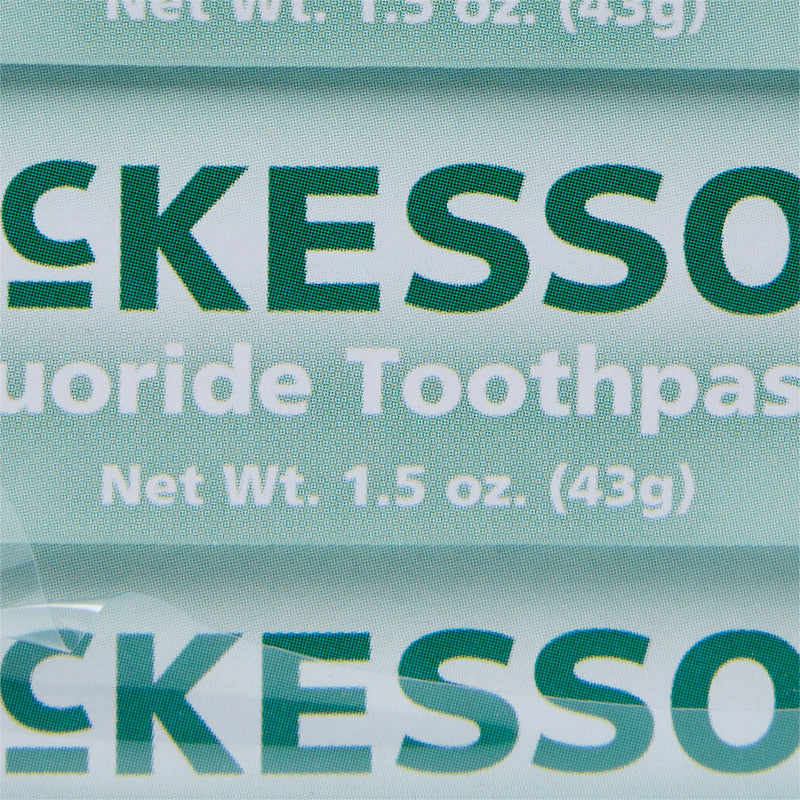 Net Wt. 1.5 oz. (43g)
CKESSO
uoride Toothpas
Net Wt. 1.5 oz. (43g)
CKESSO